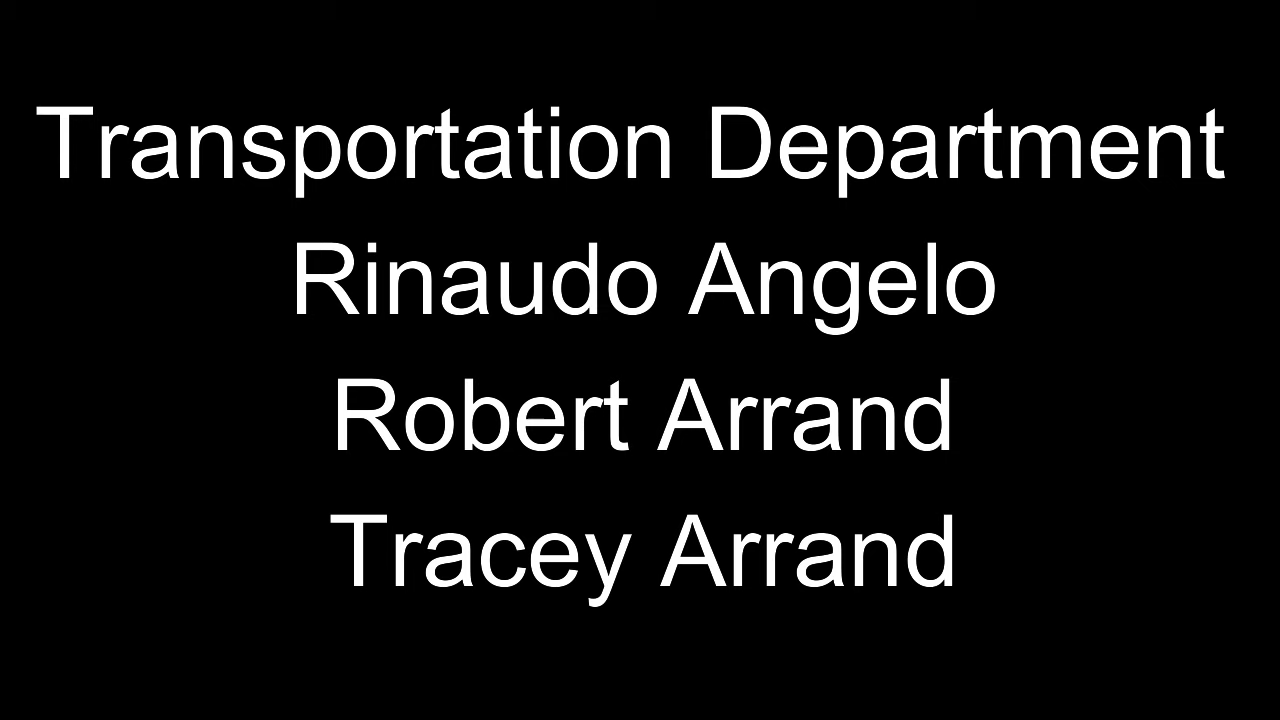 Transportation Department
Rinaudo Angelo
Robert Arrand
Tracey Arrand